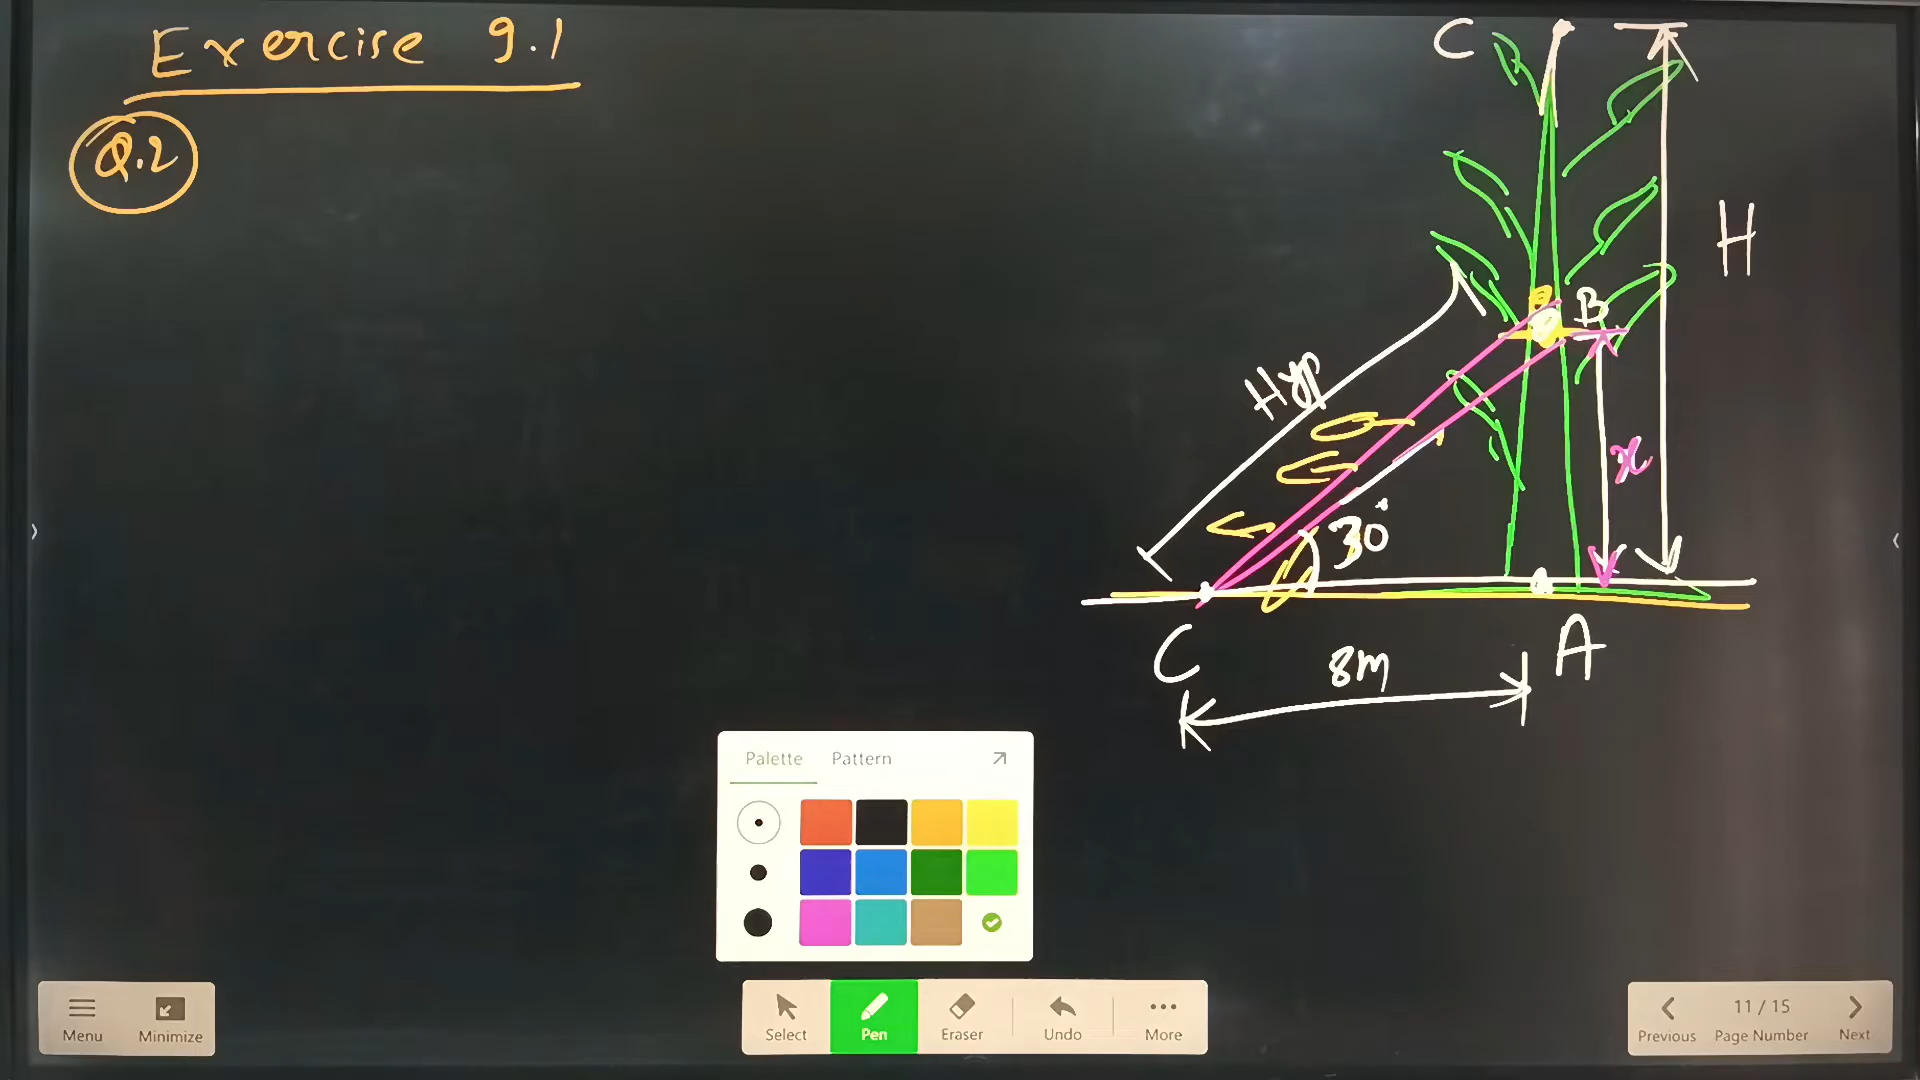 Exercise 9.1
Q.2
C
H
B
Hyp
x
30°
C
A
8m
Palette Pattern
Menu
Minimize
Select
Pen
Eraser
Undo
More
11 / 15
Previous
Page Number
Next